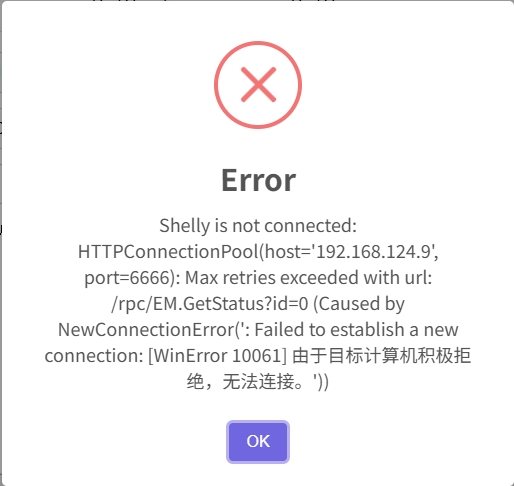 Error
Shelly is not connected:
HTTPConnectionPool(host='192.168.124.9',
port=6666): Max retries exceeded with url:
/rpc/EM.GetStatus?id=0 (Caused by
NewConnectionError(': Failed to establish a new
connection: [WinError 10061] 由于目标计算机积极拒
绝，无法连接。'))
OK